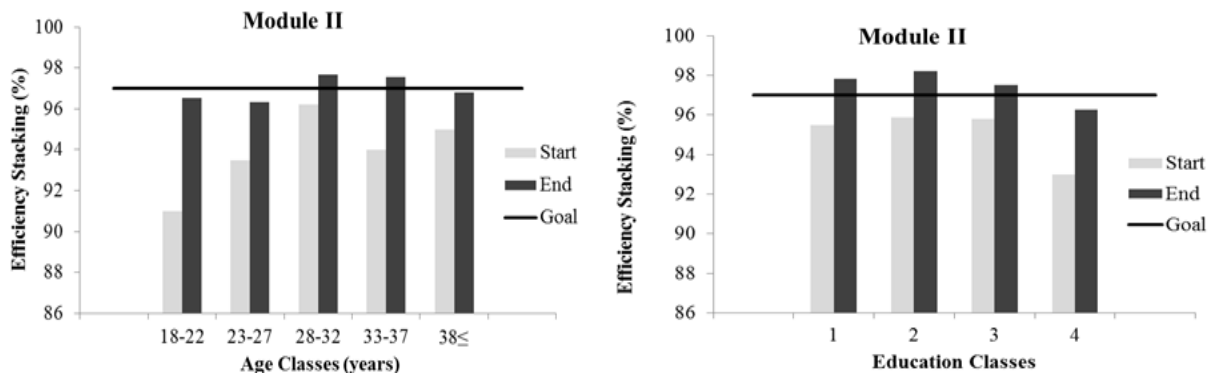 Module II
Efficiency Stacking (%)
100
98
96
94
92
90
88
86
18-22 23-27 28-32 33-37 38≤
Age Classes (years)
Start
End
Goal
Module II
Efficiency Stacking (%)
100
98
96
94
92
90
88
86
1 2 3 4
Education Classes
Start
End
Goal